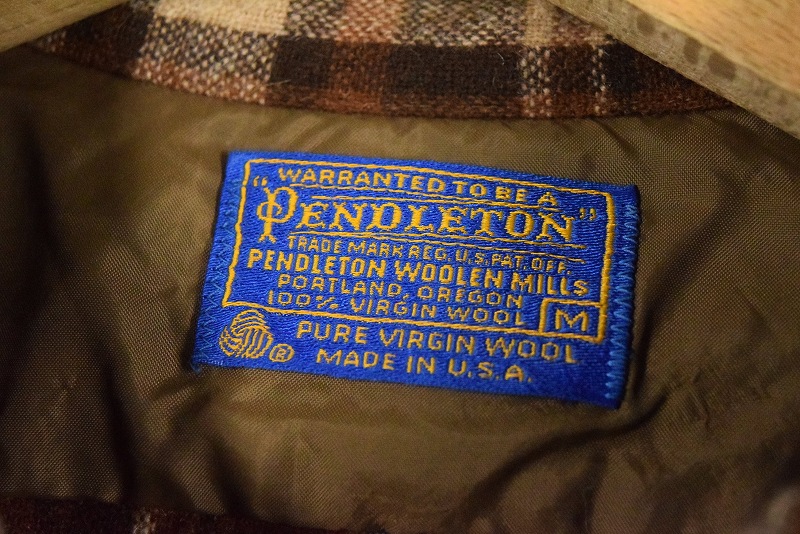 WARRANTED TO BE A
"PENDLETON"
TRADE MARK REG. U.S. PAT. OFF.
PENDLETON WOOLEN MILLS
PORTLAND, OREGON
100% VIRGIN WOOL M
® PURE VIRGIN WOOL
MADE IN U.S.A.